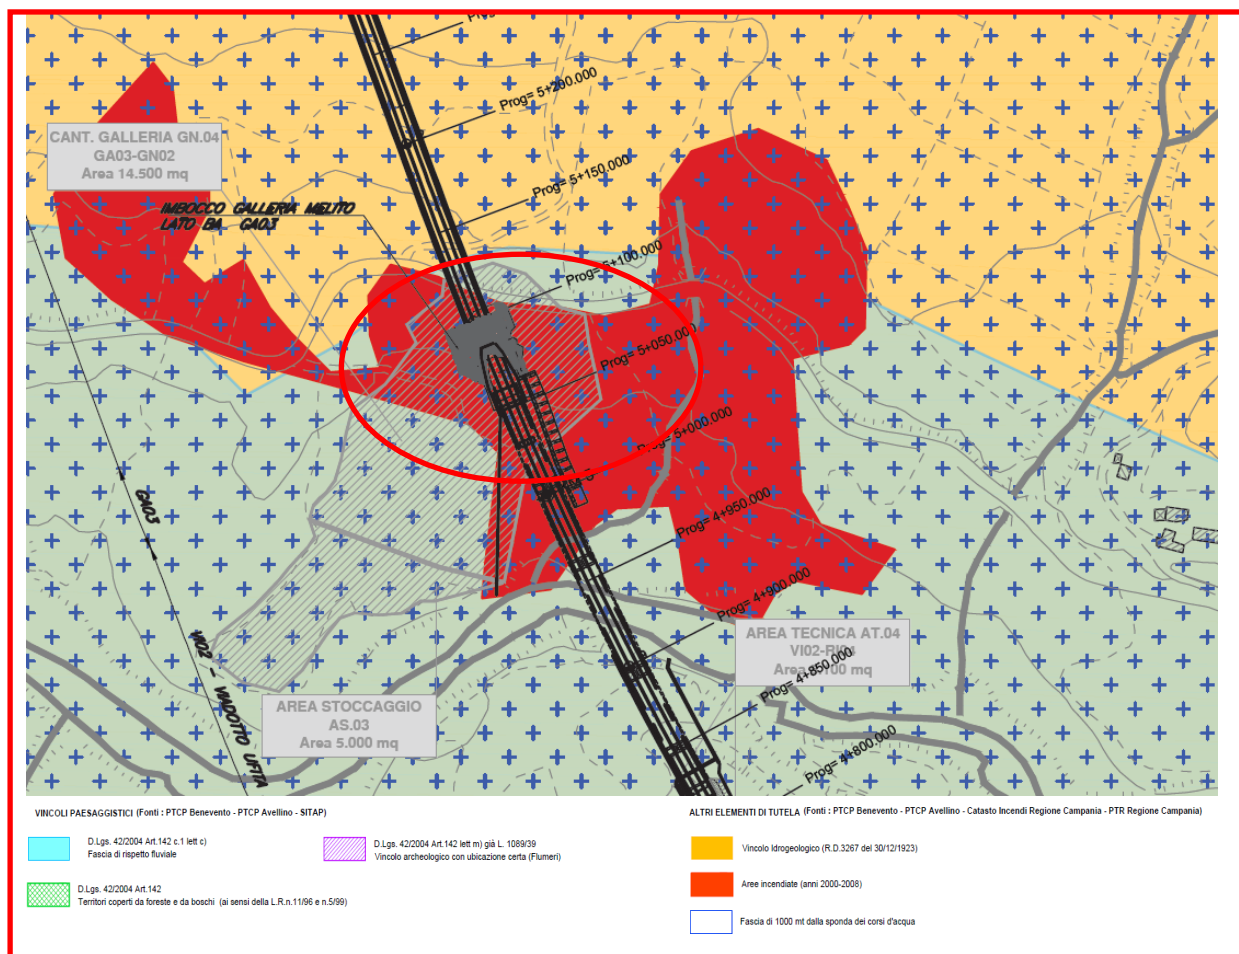 Prog= 5+200.000
CANT. GALLERIA GN.04
GA03-GN02
Area 14.500 mq
Prog= 5+150.000
IMBOCCO GALLERIA MELITO
LATO BA GA03
Prog= 5+100.000
Prog= 5+050.000
Prog= 5+000.000
GA03
Prog= 4+950.000
Prog= 4+900.000
AREA TECNICA AT.04
Area
Prog= 4+850.000
VI02 - VIADOTTO UFITA
AREA STOCCAGGIO
AS.03
Area 5.000 mq
Prog= 4+800.000
VINCOLI PAESAGGISTICI (Fonti : PTCP Benevento - PTCP Avellino - SITAP)
D.Lgs. 42/2004 Art.142 c.1 lett c)
Fascia di rispetto fluviale
D.Lgs. 42/2004 Art.142 lett m) già L. 1089/39
Vincolo archeologico con ubicazione certa (Flumeri)
D.Lgs. 42/2004 Art.142
Territori coperti da foreste e da boschi (ai sensi della L.R.n.11/96 e n.5/99)
ALTRI ELEMENTI DI TUTELA (Fonti : PTCP Benevento - PTCP Avellino - Catasto Incendi Regione Campania - PTR Regione Campania)
Vincolo Idrogeologico (R.D.3267 del 30/12/1923)
Aree incendiate (anni 2000-2008)
Fascia di 1000 mt dalla sponda dei corsi d'acqua